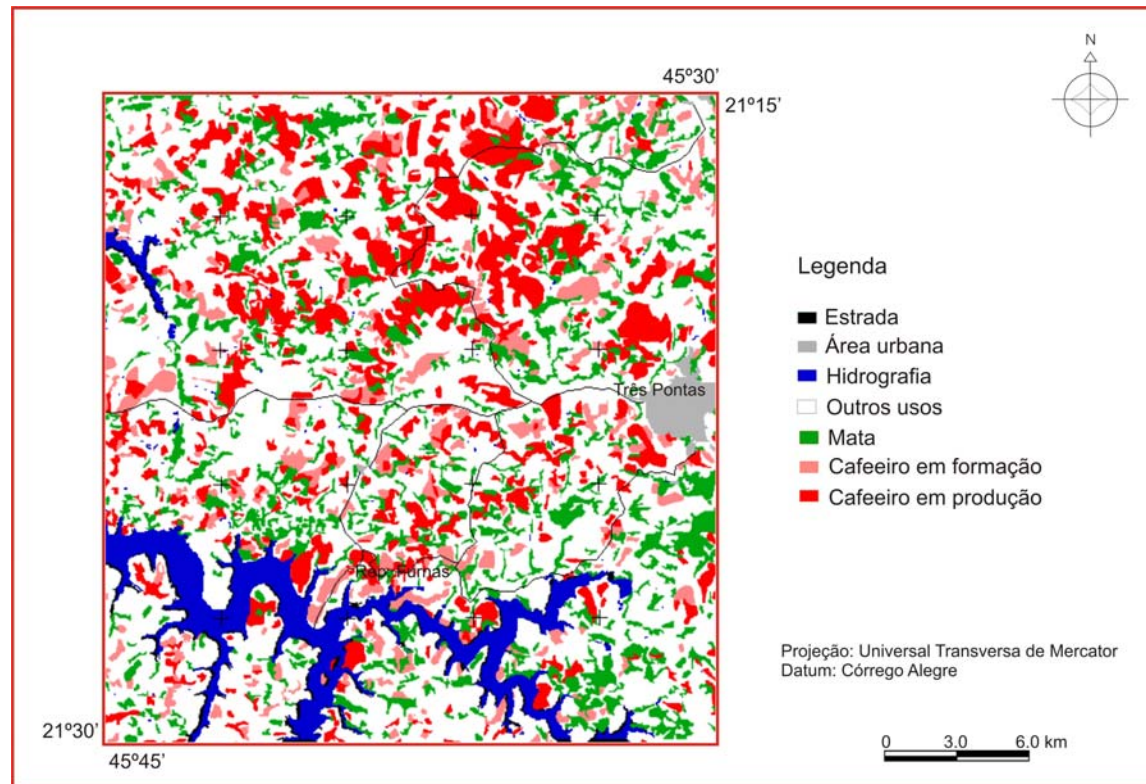 N
45º30'
21º15'
Legenda
Estrada
Área urbana
Hidrografia
Outros usos
Mata
Cafeeiro em formação
Cafeeiro em produção
Três Pontas
Rep. Furnas
Projeção: Universal Transversa de Mercator
Datum: Córrego Alegre
21º30'
45º45'
0 3.0 6.0 km